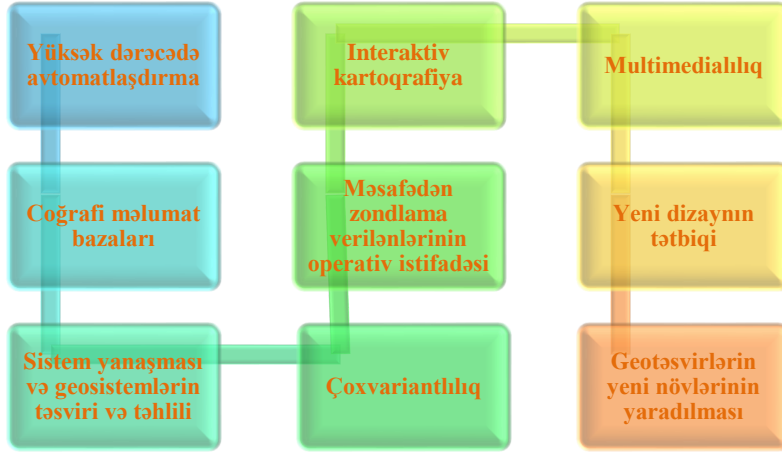 Yüksək dərəcədə
avtomatlaşdırma
Coğrafi məlumat
bazaları
Sistem yanaşması
və geosistemlərin
təsviri və təhlili
Çoxvariantlılıq
Məsafədən
zondlama
verilənlərinin
operativ istifadəsi
Interaktiv
kartoqrafiya
Multimedialılıq
Yeni dizaynın
tətbiqi
Geotəsvirlərin
yeni növlərinin
yaradılması